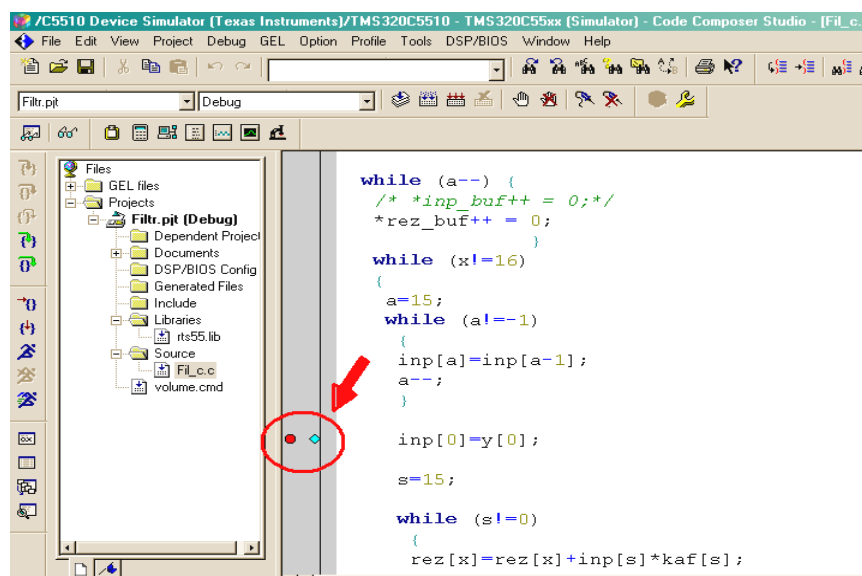 /C5510 Device Simulator (Texas Instruments)/TMS320C5510 - TMS320C55xx (Simulator) - Code Composer Studio - [Fil_c.
File Edit View Project Debug GEL Option Profile Tools DSP/BIOS Window Help
Filtr.pjt Debug
Files
GEL files
Projects
Filtr.pjt (Debug)
Dependent Project
Documents
DSP/BIOS Config
Generated Files
Include
Libraries
rts55.lib
Source
Fil_c.c
volume.cmd
while (a--) {
/* *inp_buf++ = 0;*/
*rez_buf++ = 0;
}
while (x!=16)
{
a=15;
while (a!=-1)
{
inp[a]=inp[a-1];
a--;
}
inp[0]=y[0];
s=15;
while (s!=0)
{
rez[x]=rez[x]+inp[s]*kaf[s];